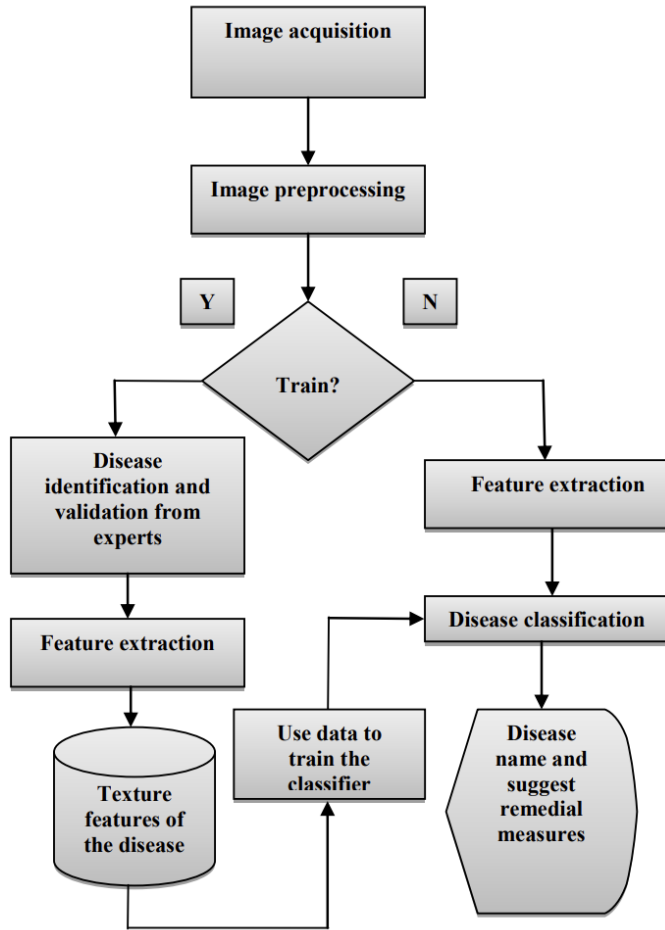 Image acquisition
Image preprocessing
Y
N
Train?
Disease
identification and
validation from
experts
Feature extraction
Feature extraction
Disease classification
Use data to
train the
classifier
Disease
name and
suggest
remedial
measures
Texture
features of
the disease